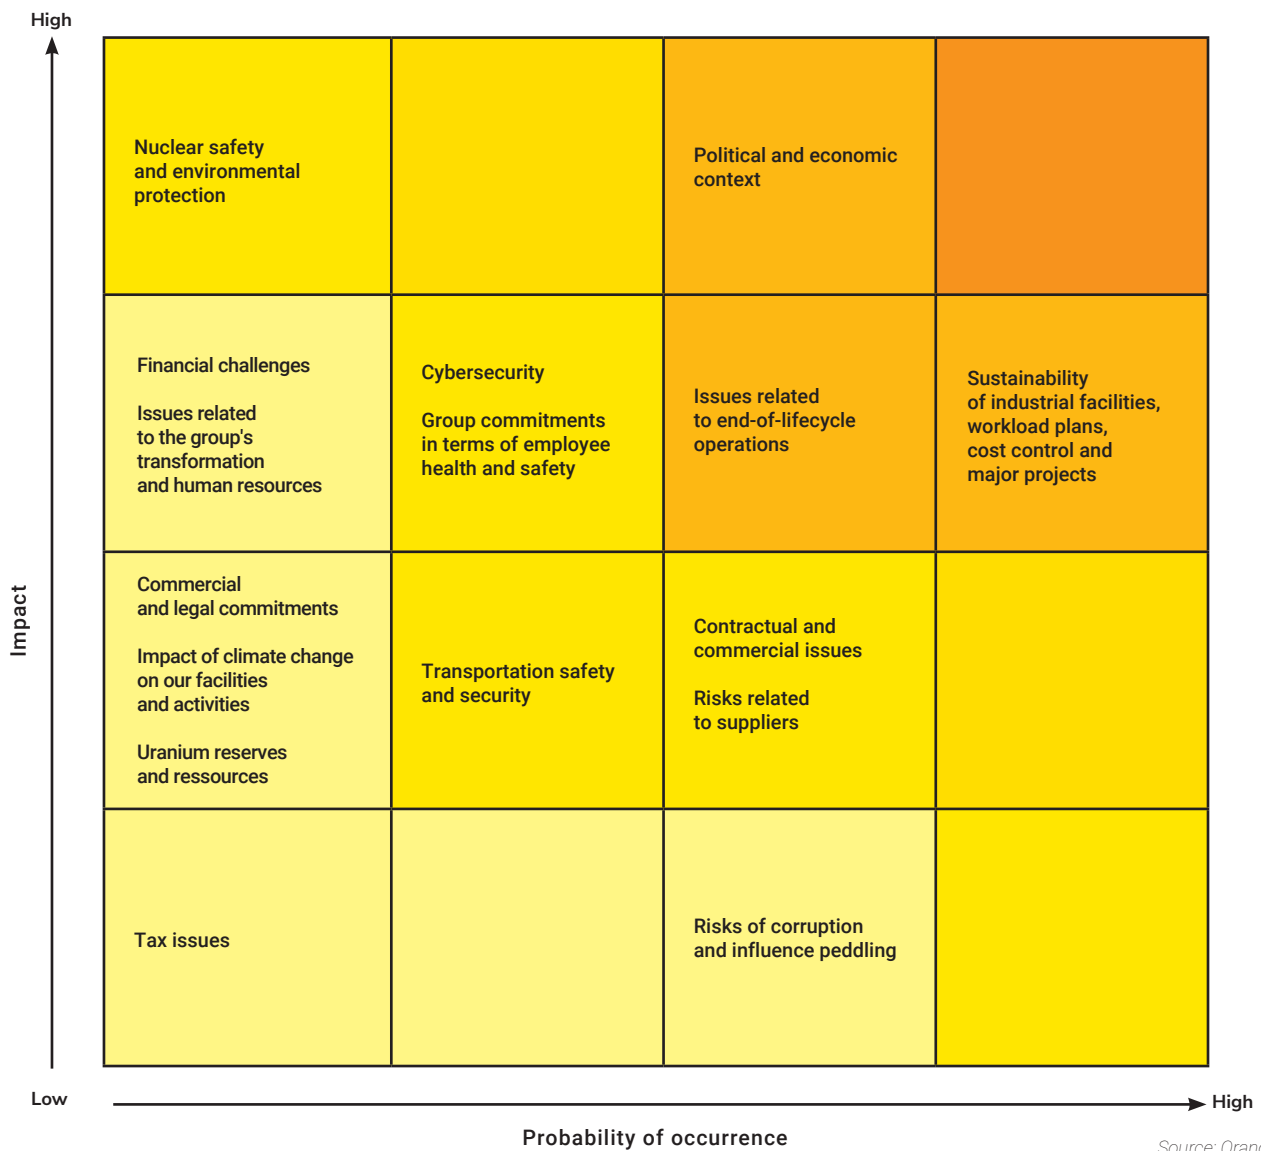 High
Nuclear safety
and environmental
protection
Political and economic
context
Financial challenges
Issues related
to the group's
transformation
and human resources
Cybersecurity
Group commitments
in terms of employee
health and safety
Issues related
to end-of-lifecycle
operations
Sustainability
of industrial facilities,
workload plans,
cost control and
major projects
Impact
Commercial
and legal commitments
Impact of climate change
on our facilities
and activities
Uranium reserves
and ressources
Transportation safety
and security
Contractual and
commercial issues
Risks related
to suppliers
Tax issues
Risks of corruption
and influence peddling
Low
High
Probability of occurrence
Source: